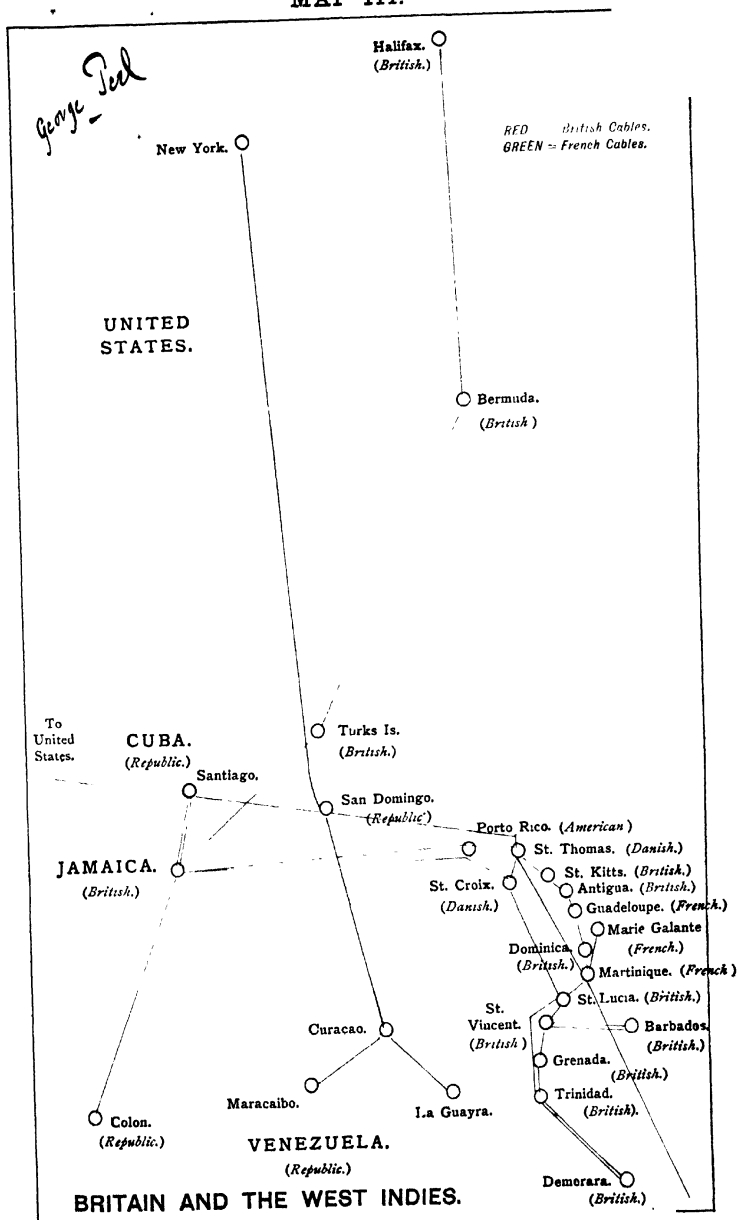 MAP III.
George Peel
Halifax.
(British.)
RED British Cables.
GREEN = French Cables.
New York.
UNITED
STATES.
Bermuda.
(British)
To
United
States.
CUBA.
(Republic.)
Santiago.
Turks Is.
(British.)
San Domingo.
(Republic)
Porto Rico. (American)
St. Thomas. (Danish.)
JAMAICA.
(British.)
St. Croix.
(Danish.)
St. Kitts. (British.)
Antigua. (British.)
Guadeloupe. (French.)
Marie Galante
(French.)
Dominica.
(British.)
Martinique. (French)
St. Lucia. (British.)
St.
Vincent.
(British)
Barbados.
(British.)
Curacao.
Grenada.
(British.)
Maracaibo.
La Guayra.
Trinidad.
(British).
Colon.
(Republic.)
VENEZUELA.
(Republic.)
Demerara.
(British.)
BRITAIN AND THE WEST INDIES.